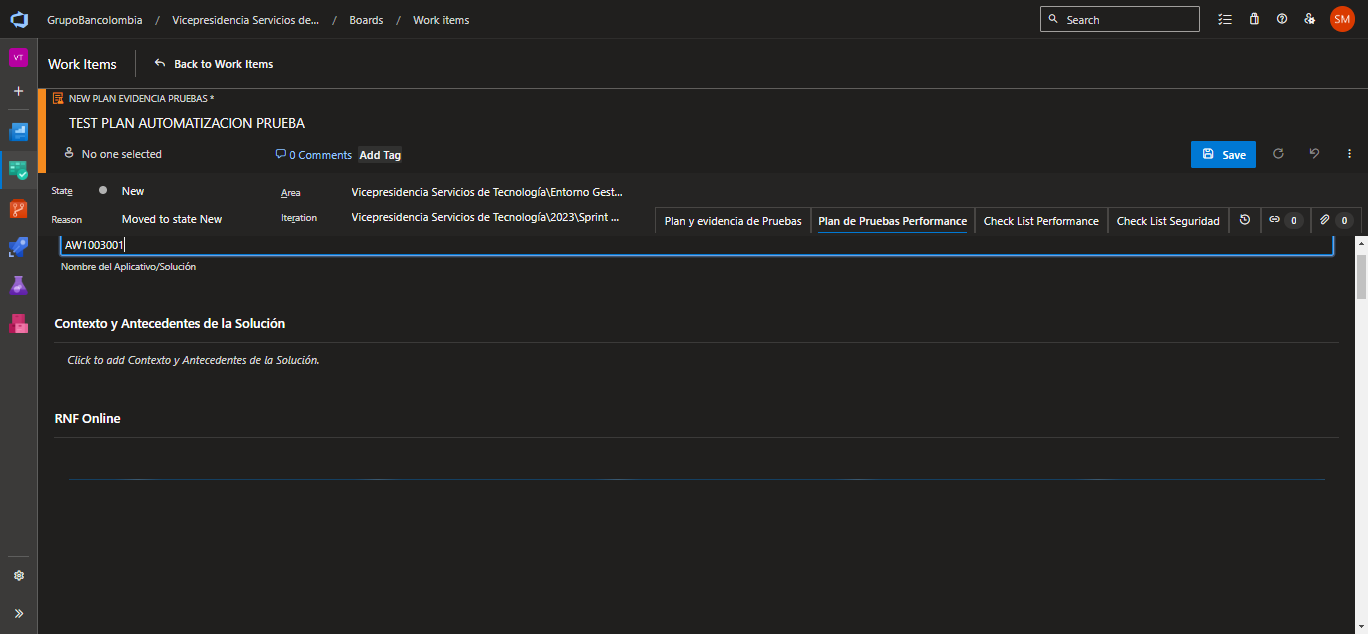 GrupoBancolombia / Vicepresidencia Servicios de... / Boards / Work items
Search
SM
VT
Work Items
Back to Work Items
NEW PLAN EVIDENCIA PRUEBAS *
TEST PLAN AUTOMATIZACION PRUEBA
No one selected
0 Comments
Add Tag
Save
State
New
Area
Vicepresidencia Servicios de Tecnología\Entorno Gest...
Reason
Moved to state New
Iteration
Vicepresidencia Servicios de Tecnología\2023\Sprint ...
Plan y evidencia de Pruebas
Plan de Pruebas Performance
Check List Performance
Check List Seguridad
0
0
AW1003001
Nombre del Aplicativo/Solución
Contexto y Antecedentes de la Solución
Click to add Contexto y Antecedentes de la Solución.
RNF Online